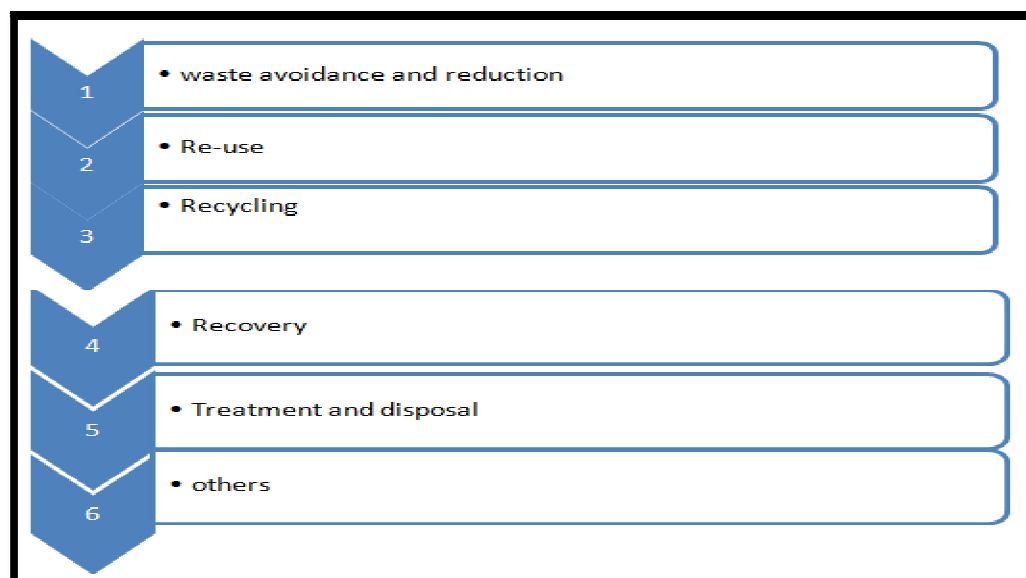 1
• waste avoidance and reduction
2
• Re-use
3
• Recycling
4
• Recovery
5
• Treatment and disposal
6
• others